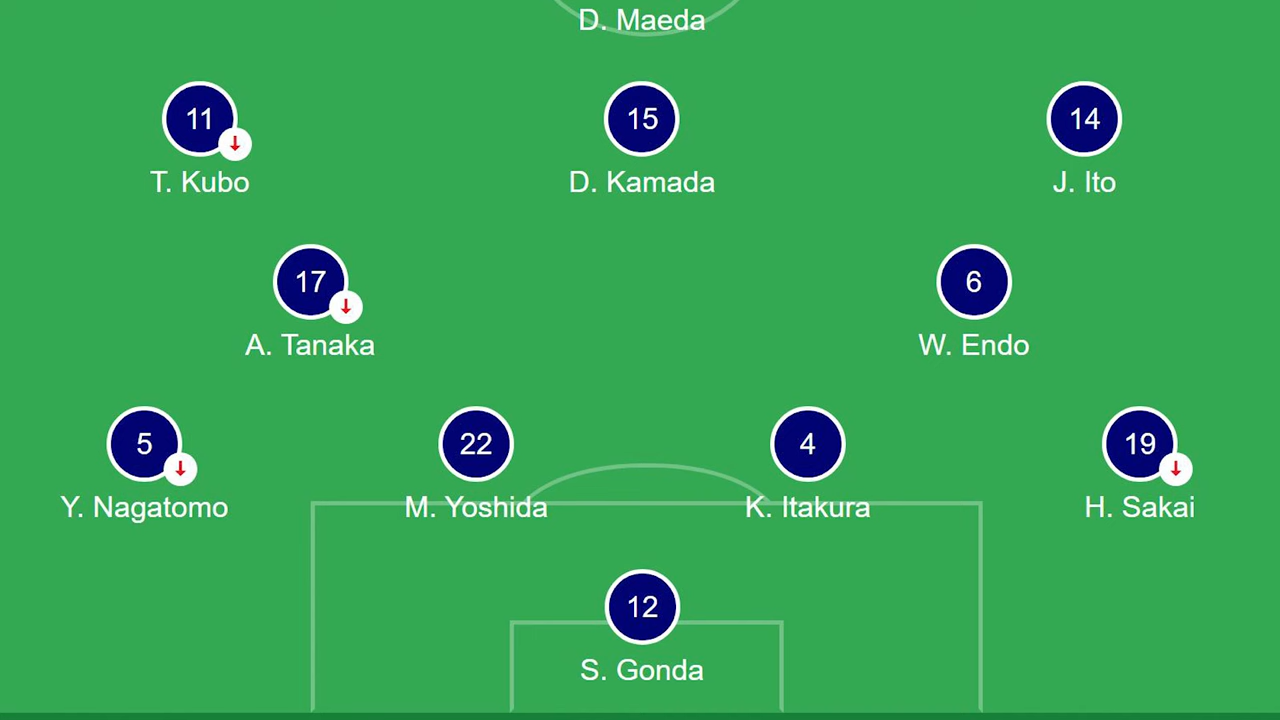 D. Maeda
11 15 14
T. Kubo D. Kamada J. Ito
17 6
A. Tanaka W. Endo
5 22 4 19
Y. Nagatomo M. Yoshida K. Itakura H. Sakai
12
S. Gonda